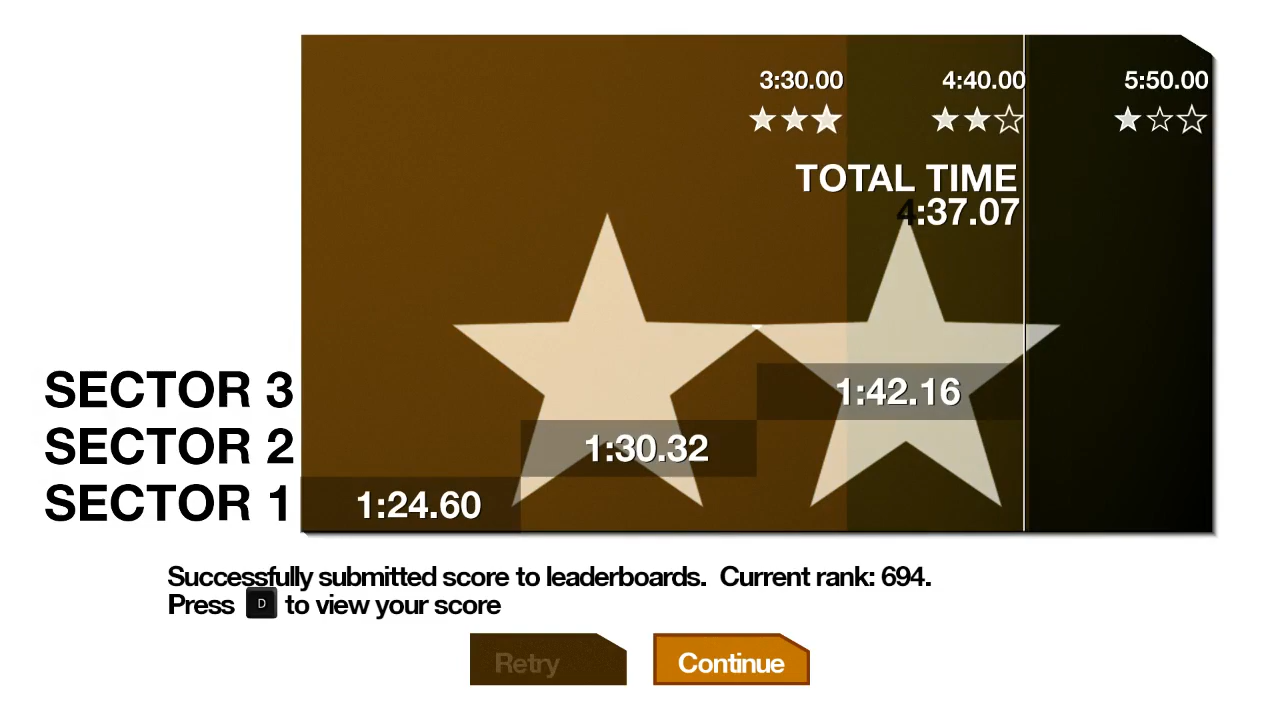 3:30.00 4:40.00 5:50.00
TOTAL TIME
4:37.07
SECTOR 3 1:42.16
SECTOR 2 1:30.32
SECTOR 1 1:24.60
Successfully submitted score to leaderboards. Current rank: 694.
Press D to view your score
Retry Continue